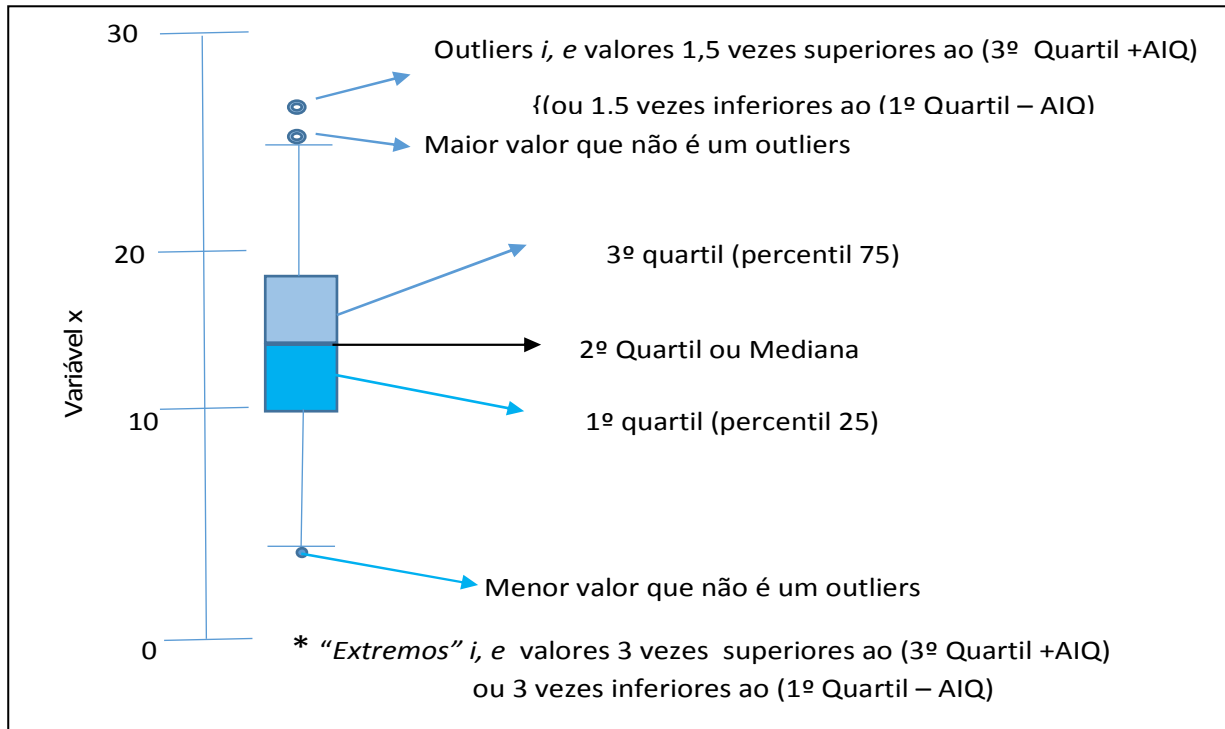 30
Outliers i, e valores 1,5 vezes superiores ao (3º Quartil +AIQ)
{(ou 1.5 vezes inferiores ao (1º Quartil – AIQ)
Maior valor que não é um outliers
20
3º quartil (percentil 75)
Variável x
2º Quartil ou Mediana
10
1º quartil (percentil 25)
Menor valor que não é um outliers
0
* “Extremos” i, e valores 3 vezes superiores ao (3º Quartil +AIQ)
ou 3 vezes inferiores ao (1º Quartil – AIQ)